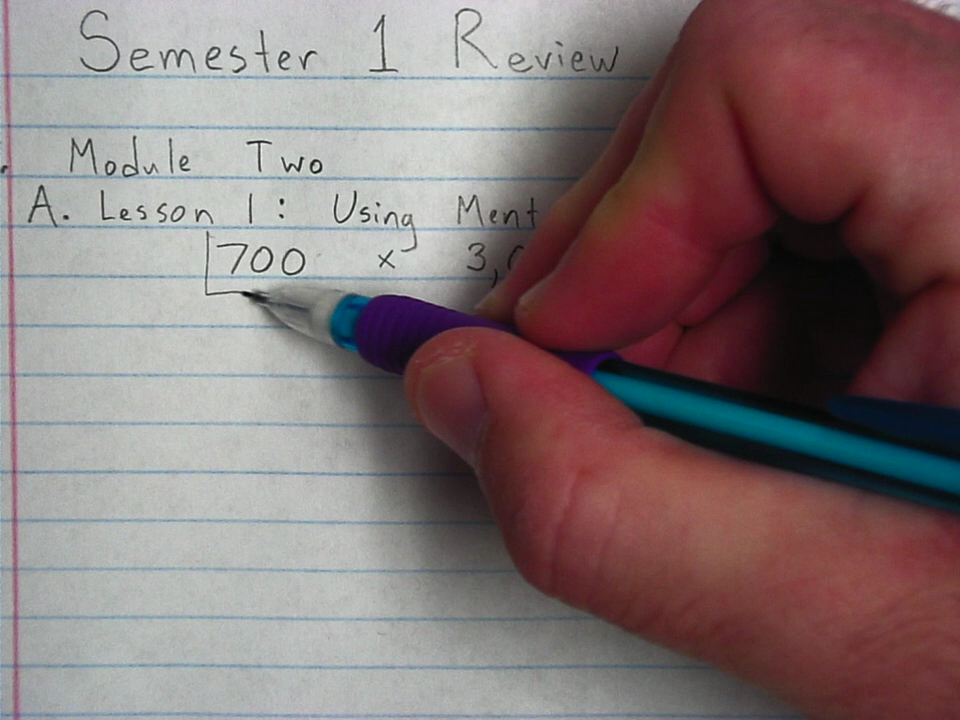 Semester 1 Review
Module Two
A. Lesson 1: Using
700 x